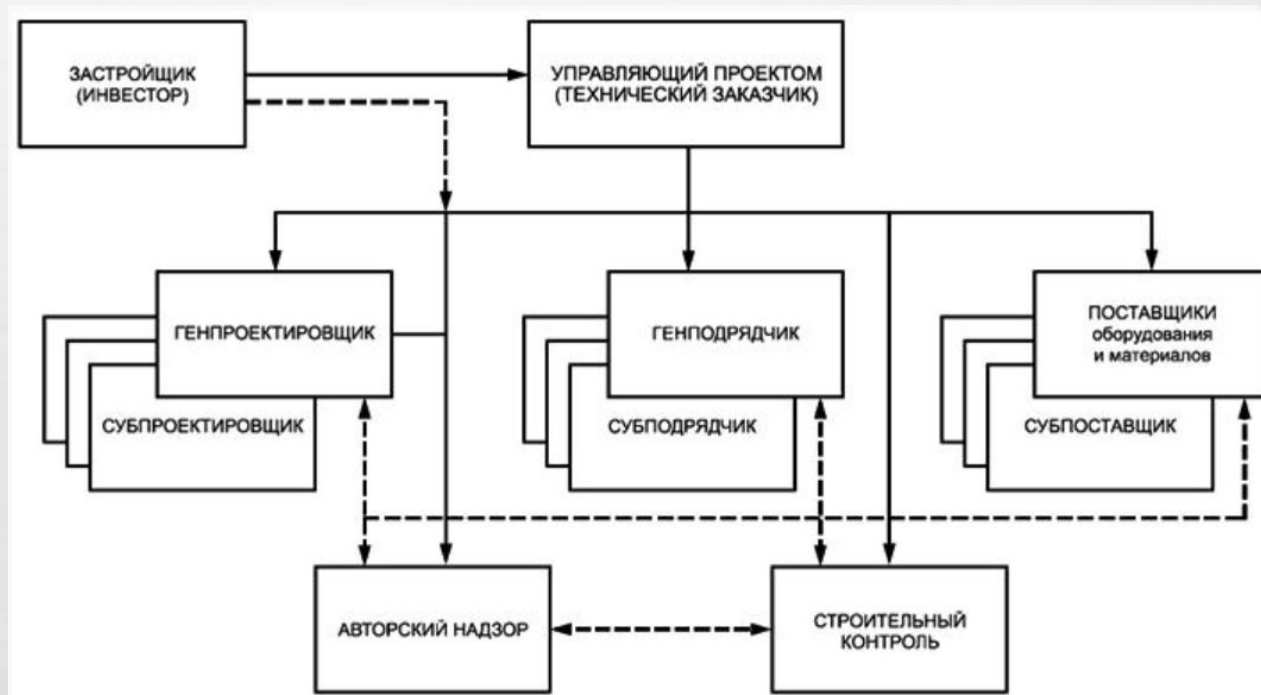 ЗАСТРОЙЩИК
(ИНВЕСТОР)
УПРАВЛЯЮЩИЙ ПРОЕКТОМ
(ТЕХНИЧЕСКИЙ ЗАКАЗЧИК)
ГЕНПРОЕКТИРОВЩИК
СУБПРОЕКТИРОВЩИК
ГЕНПОДРЯДЧИК
СУБПОДРЯДЧИК
ПОСТАВЩИКИ
оборудования
и материалов
СУБПОСТАВЩИК
АВТОРСКИЙ НАДЗОР
СТРОИТЕЛЬНЫЙ
КОНТРОЛЬ